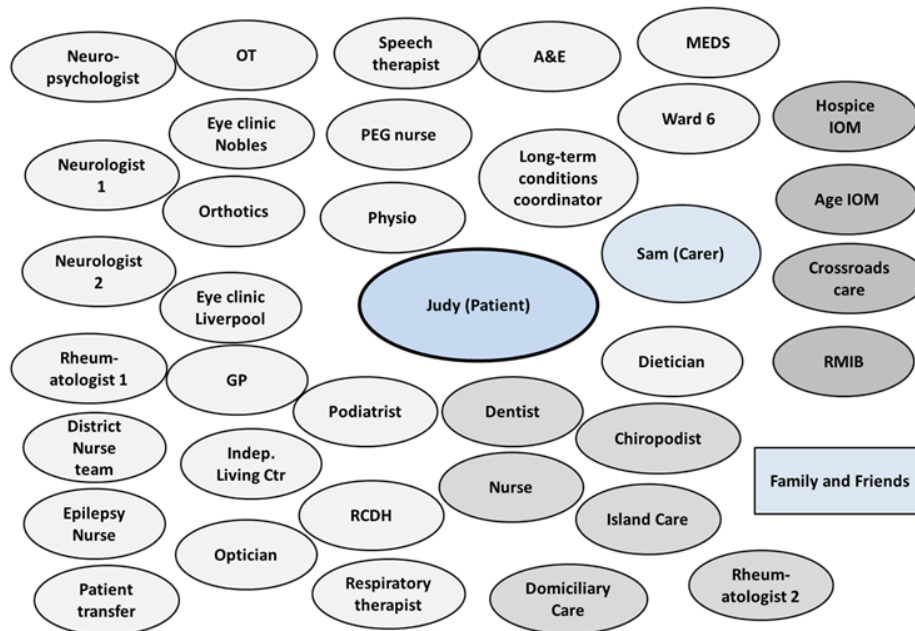 Neuro-
psychologist
OT
Speech
therapist
A&E
MEDS
Eye clinic
Nobles
PEG nurse
Ward 6
Hospice
IOM
Neurologist
1
Orthotics
Physio
Long-term
conditions
coordinator
Age IOM
Neurologist
2
Eye clinic
Liverpool
Judy (Patient)
Sam (Carer)
Crossroads
care
Rheum-
atologist 1
GP
Dietician
RMIB
District
Nurse
team
Indep.
Living Ctr
Podiatrist
Dentist
Chiropodist
Family and Friends
Epilepsy
Nurse
Optician
RCDH
Nurse
Island Care
Patient
transfer
Respiratory
therapist
Domiciliary
Care
Rheum-
atologist 2